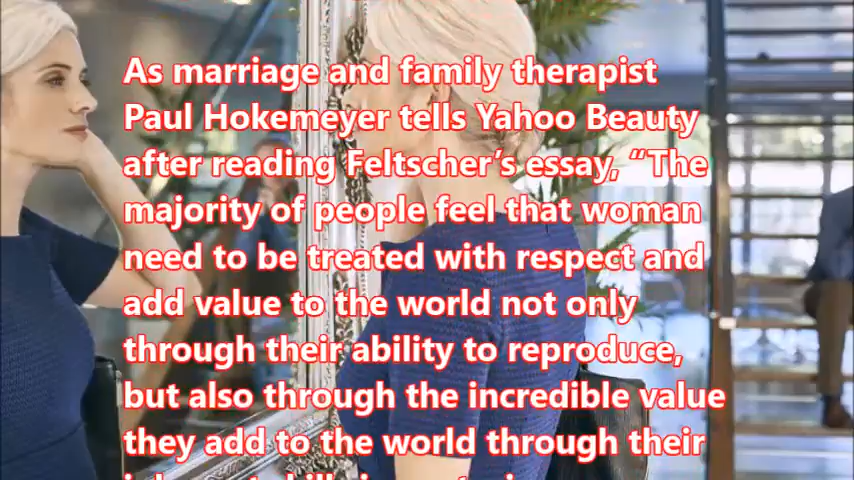 As marriage and family therapist
Paul Hokemeyer tells Yahoo Beauty
after reading Feltscher’s essay, “The
majority of people feel that woman
need to be treated with respect and
add value to the world not only
through their ability to reproduce,
but also through the incredible value
they add to the world through their